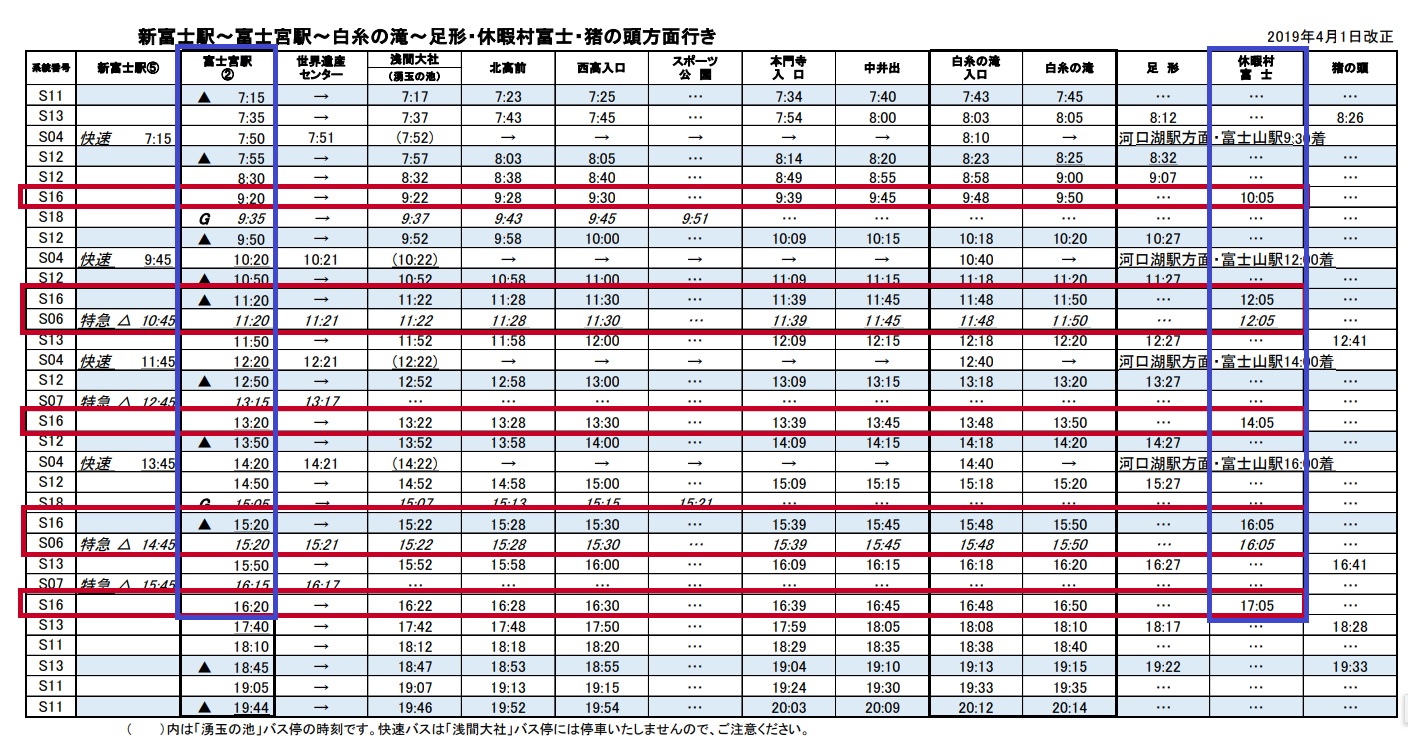 新富士駅～富士宮駅～白糸の滝～足形・休暇村富士・猪の頭方面行き
2019年4月1日改正
系統番号 新富士駅⑤ 富士宮駅② 世界遺産センター 浅間大社(湧玉の池) 北高前 西高入口 スポーツ公園 本門寺入口 中井出 白糸の滝入口 白糸の滝 足形 休暇村富士 猪の頭
S11 ▲ 7:15 → 7:17 7:23 7:25 … 7:34 7:40 7:43 7:45 … … …
S13 7:35 → 7:37 7:43 7:45 … 7:54 8:00 8:03 8:05 8:12 … 8:26
S04 快速 7:15 7:50 7:51 (7:52) → → → → → 8:10 → 河口湖駅方面・富士山駅9:30着
S12 ▲ 7:55 → 7:57 8:03 8:05 … 8:14 8:20 8:23 8:25 8:32 … …
S12 8:30 → 8:32 8:38 8:40 … 8:49 8:55 8:58 9:00 9:07 … …
S16 9:20 → 9:22 9:28 9:30 … 9:39 9:45 9:48 9:50 … 10:05 …
S18 G 9:35 → 9:37 9:43 9:45 9:51 … … … … … … …
S12 ▲ 9:50 → 9:52 9:58 10:00 … 10:09 10:15 10:18 10:20 10:27 … …
S04 快速 9:45 10:20 10:21 (10:22) → → → → → 10:40 → 河口湖駅方面・富士山駅12:00着
S12 ▲ 10:50 → 10:52 10:58 11:00 … 11:09 11:15 11:18 11:20 11:27 … …
S16 ▲ 11:20 → 11:22 11:28 11:30 … 11:39 11:45 11:48 11:50 … 12:05 …
S06 特急 △ 10:45 11:20 11:21 11:22 11:28 11:30 … 11:39 11:45 11:48 11:50 … 12:05 …
S13 11:50 → 11:52 11:58 12:00 … 12:09 12:15 12:18 12:20 12:27 … 12:41
S04 快速 11:45 12:20 12:21 (12:22) → → → → → 12:40 → 河口湖駅方面・富士山駅14:00着
S12 ▲ 12:50 → 12:52 12:58 13:00 … 13:09 13:15 13:18 13:20 13:27 … …
S07 特急 △ 12:45 13:15 13:17 … … … … … … … … … … …
S16 13:20 → 13:22 13:28 13:30 … 13:39 13:45 13:48 13:50 … 14:05 …
S12 ▲ 13:50 → 13:52 13:58 14:00 … 14:09 14:15 14:18 14:20 14:27 … …
S04 快速 13:45 14:20 14:21 (14:22) → → → → → 14:40 → 河口湖駅方面・富士山駅16:00着
S12 14:50 → 14:52 14:58 15:00 … 15:09 15:15 15:18 15:20 15:27 … …
S18 G 15:05 → 15:07 15:13 15:15 15:21 … … … … … … …
S16 ▲ 15:20 → 15:22 15:28 15:30 … 15:39 15:45 15:48 15:50 … 16:05 …
S06 特急 △ 14:45 15:20 15:21 15:22 15:28 15:30 … 15:39 15:45 15:48 15:50 … 16:05 …
S13 15:50 → 15:52 15:58 16:00 … 16:09 16:15 16:18 16:20 16:27 … 16:41
S07 特急 △ 15:45 16:15 16:17 … … … … … … … … … … …
S16 16:20 → 16:22 16:28 16:30 … 16:39 16:45 16:48 16:50 … 17:05 …
S13 17:40 → 17:42 17:48 17:50 … 17:59 18:05 18:08 18:10 18:17 … 18:28
S11 18:10 → 18:12 18:18 18:20 … 18:29 18:35 18:38 18:40 … … …
S13 ▲ 18:45 → 18:47 18:53 18:55 … 19:04 19:10 19:13 19:15 19:22 … 19:33
S11 19:05 → 19:07 19:13 19:15 … 19:24 19:30 19:33 19:35 … … …
S11 ▲ 19:44 → 19:46 19:52 19:54 … 20:03 20:09 20:12 20:14 … … …
( )内は「湧玉の池」バス停の時刻です。快速バスは「浅間大社」バス停には停車いたしませんので、ご注意ください。